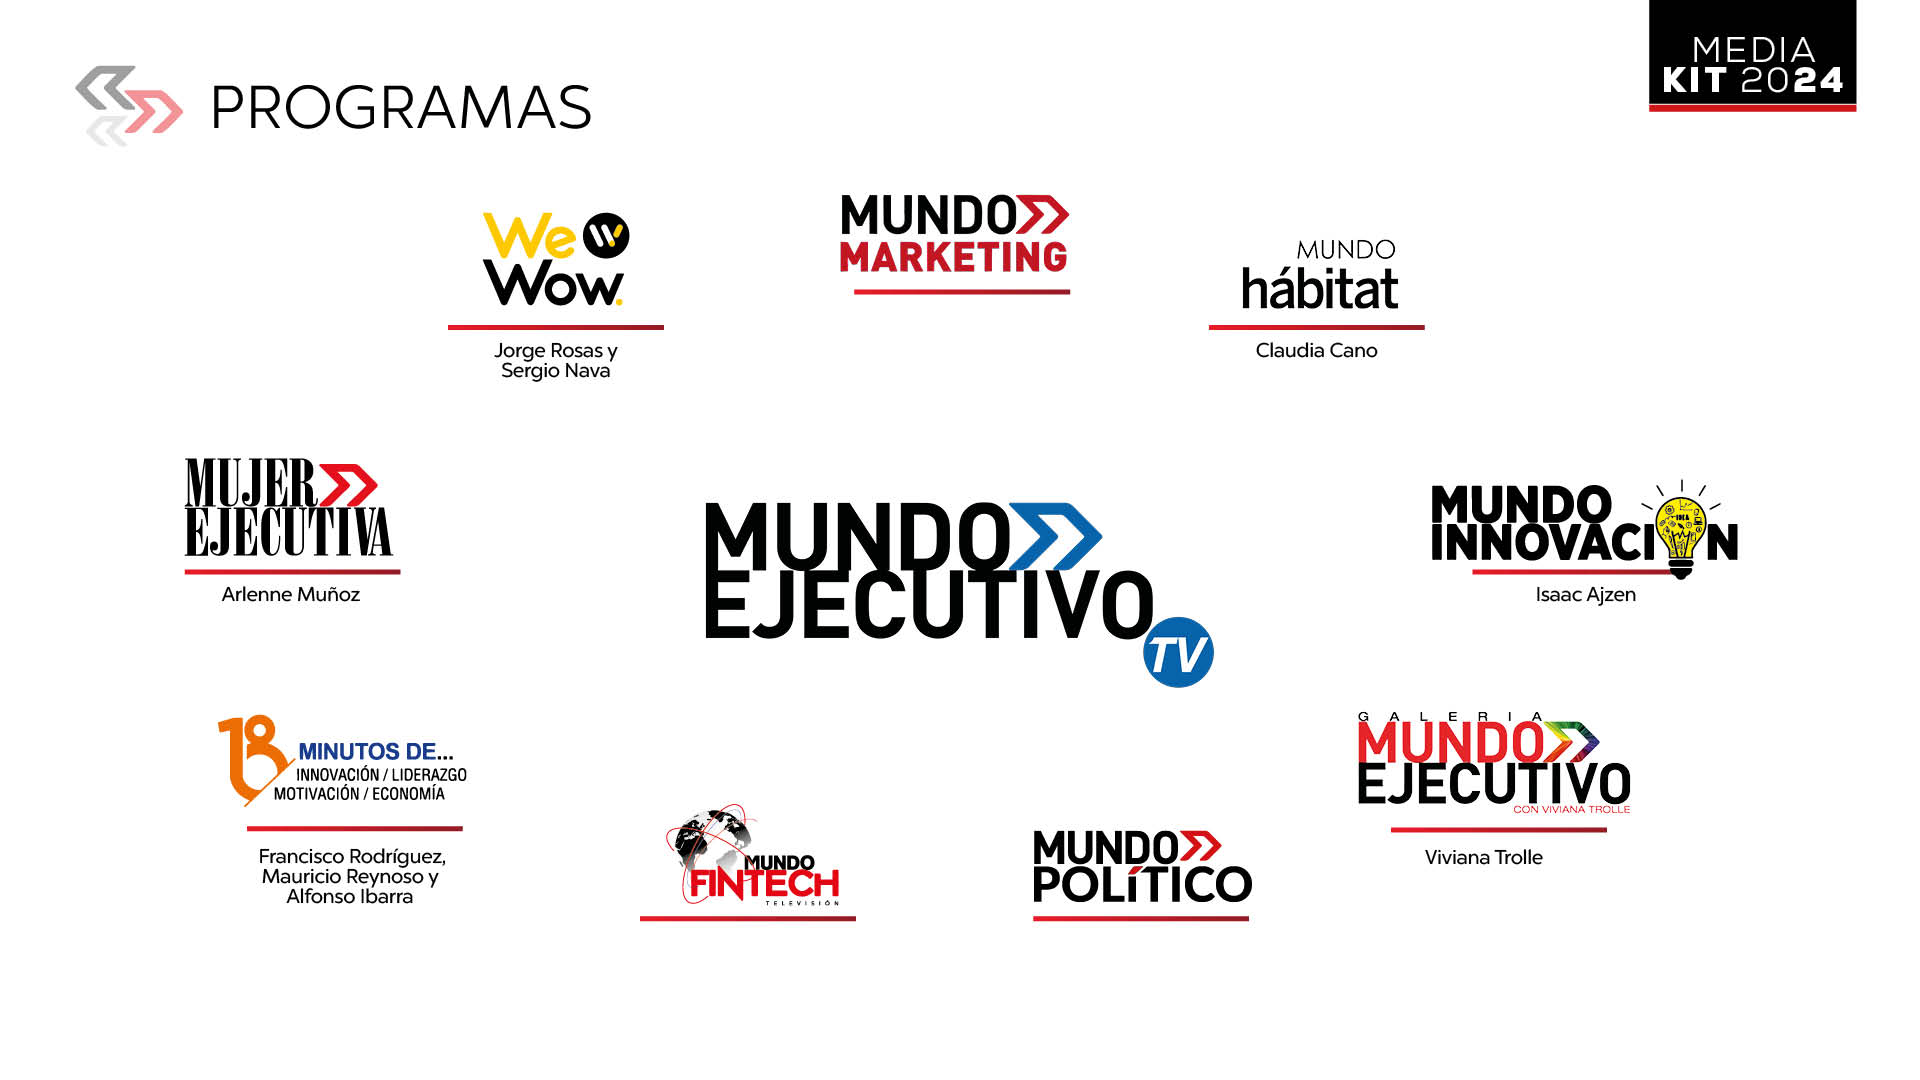 PROGRAMAS
MEDIA
KIT 2024
We
Wow.
Jorge Rosas y
Sergio Nava
MUNDO
MARKETING
MUNDO
hábitat
Claudia Cano
MUJER
EJECUTIVA
Arlenne Muñoz
MUNDO
EJECUTIVO
TV
MUNDO
INNOVACIÓN
IDEA
Isaac Ajzen
18
MINUTOS DE...
INNOVACIÓN / LIDERAZGO
MOTIVACIÓN / ECONOMÍA
Francisco Rodríguez,
Mauricio Reynoso y
Alfonso Ibarra
MUNDO
FINTECH
TELEVISIÓN
MUNDO
POLÍTICO
GALERIA
MUNDO
EJECUTIVO
CON VIVIANA TROLLE
Viviana Trolle